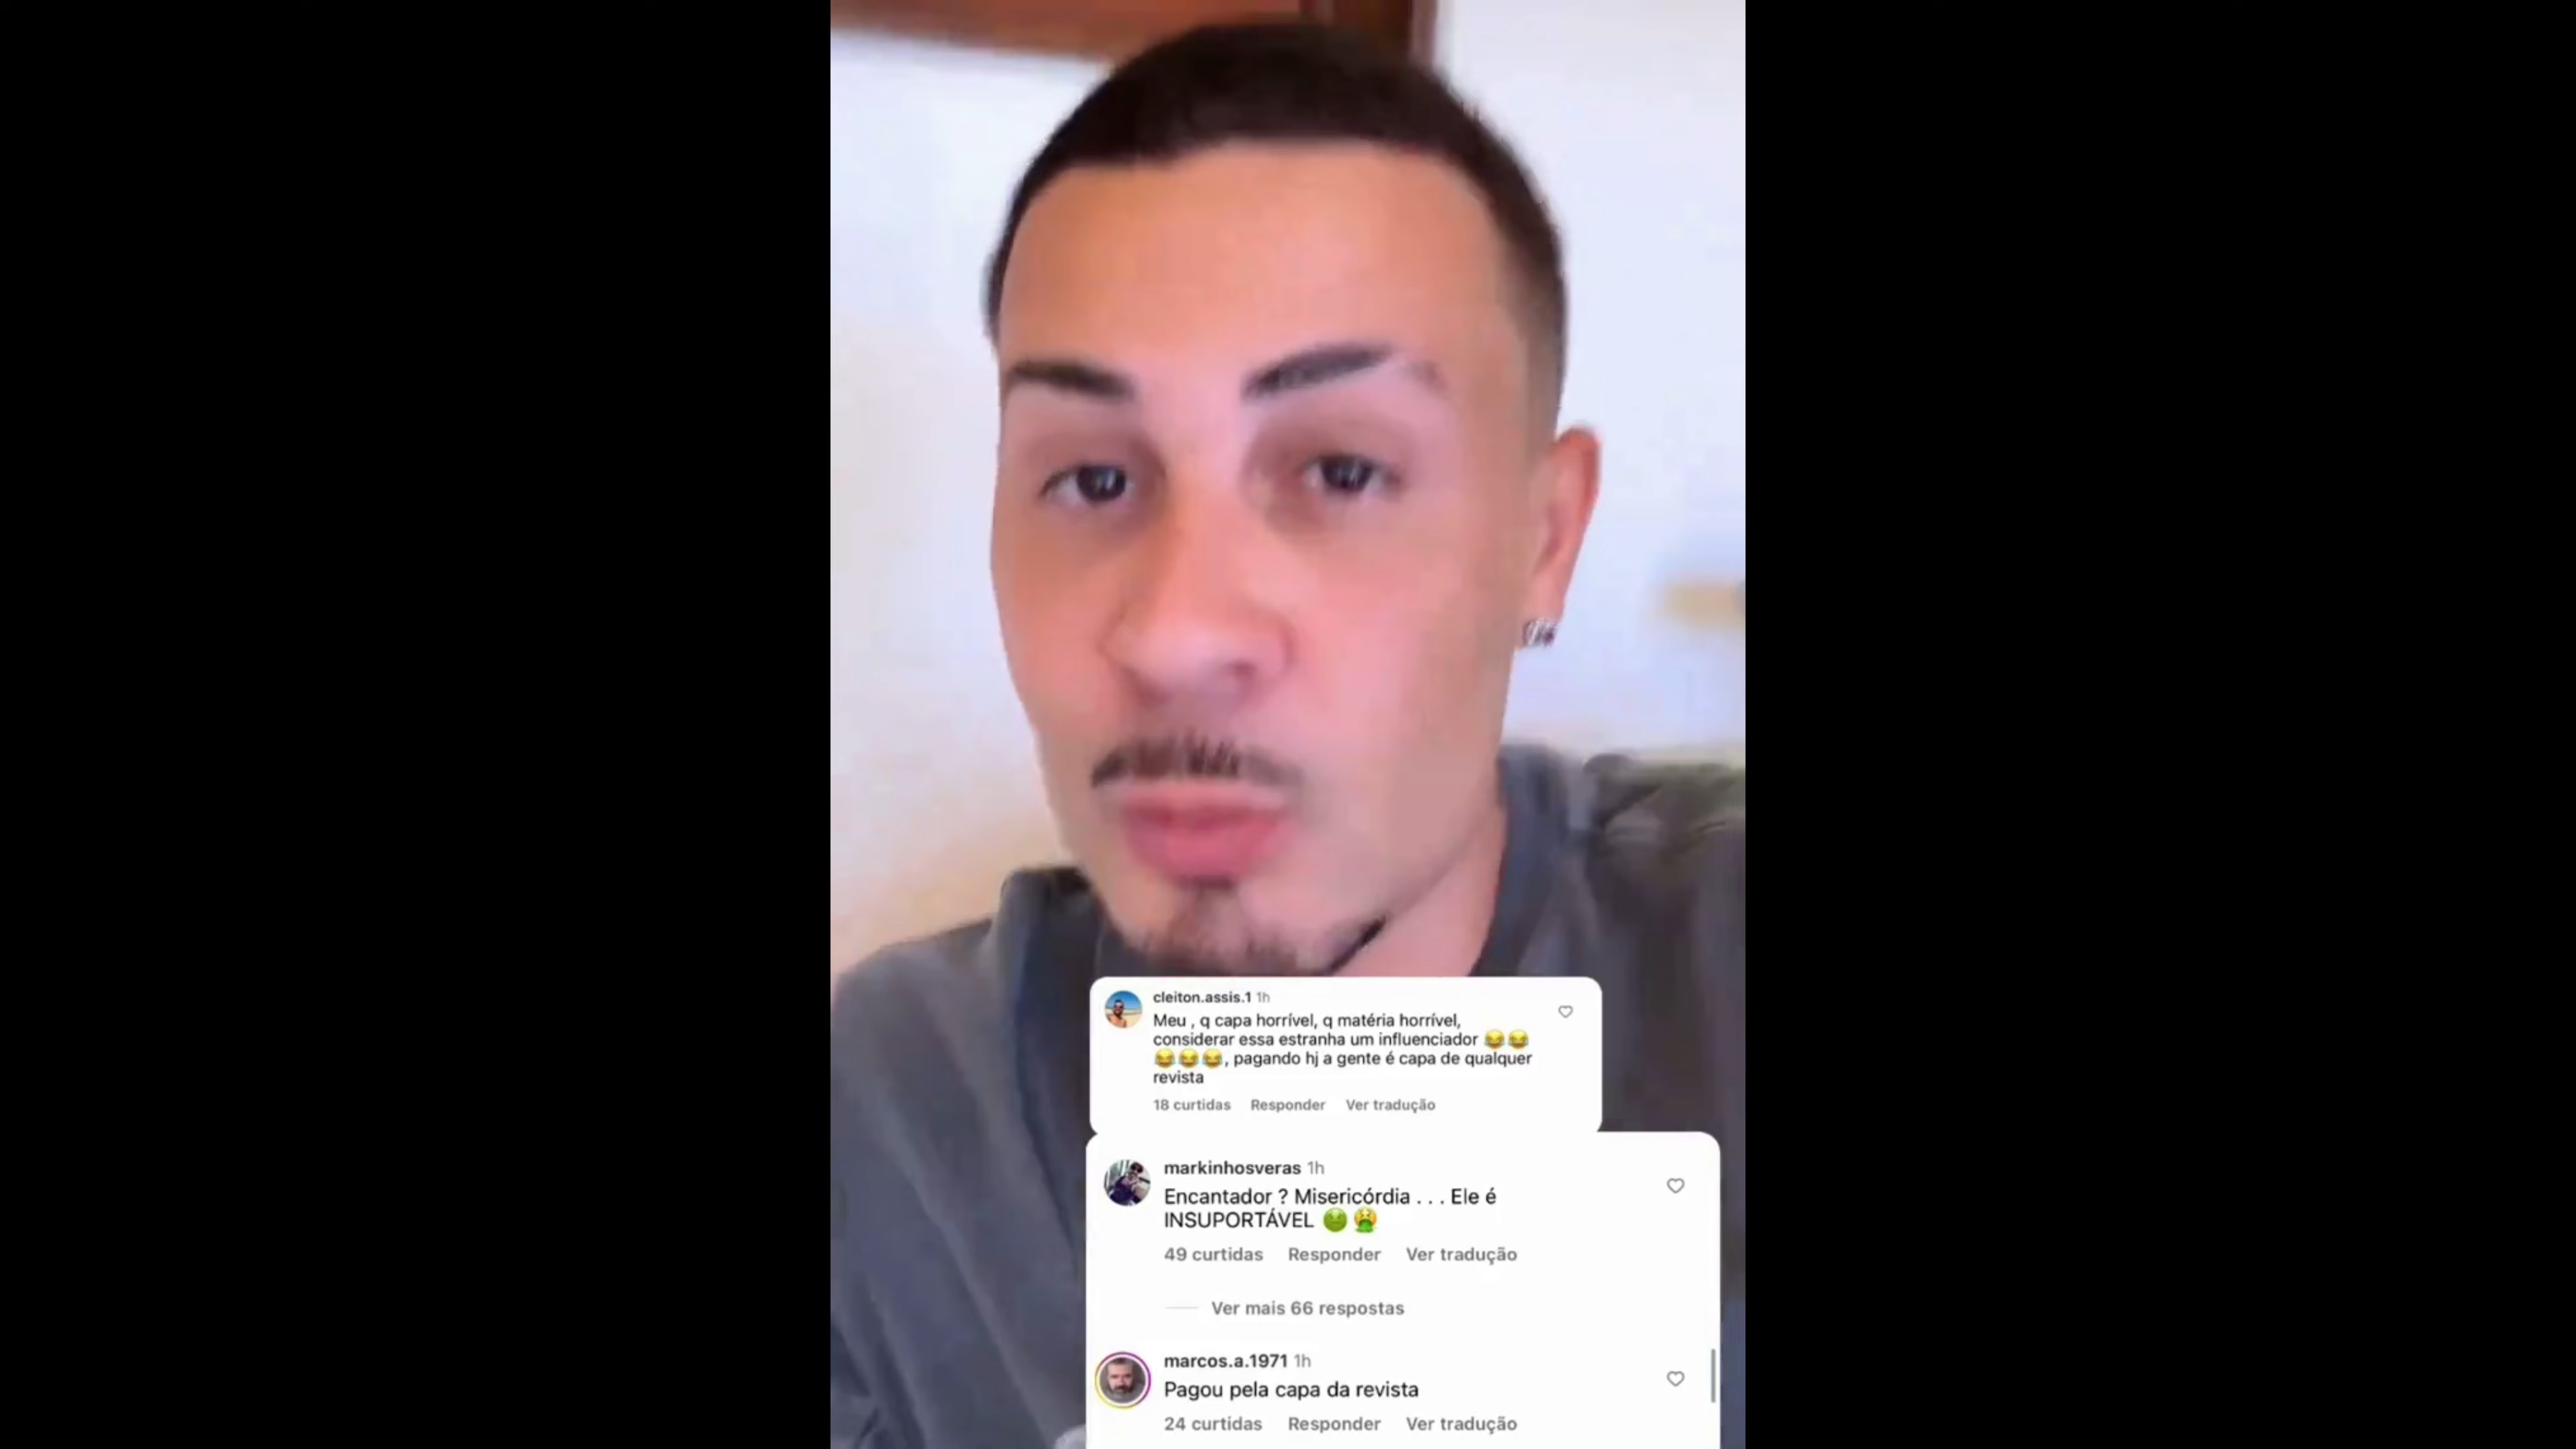 cleiton.assis.1 1h
Meu , q capa horrível, q matéria horrível,
considerar essa estranha um influenciador 😂😂
😂😂😂, pagando hj a gente é capa de qualquer
revista
18 curtidas Responder Ver tradução
markinhosveras 1h
Encantador ? Misericórdia . . . Ele é
INSUPORTÁVEL 🤢🤮
49 curtidas Responder Ver tradução
Ver mais 66 respostas
marcos.a.1971 1h
Pagou pela capa da revista
24 curtidas Responder Ver tradução